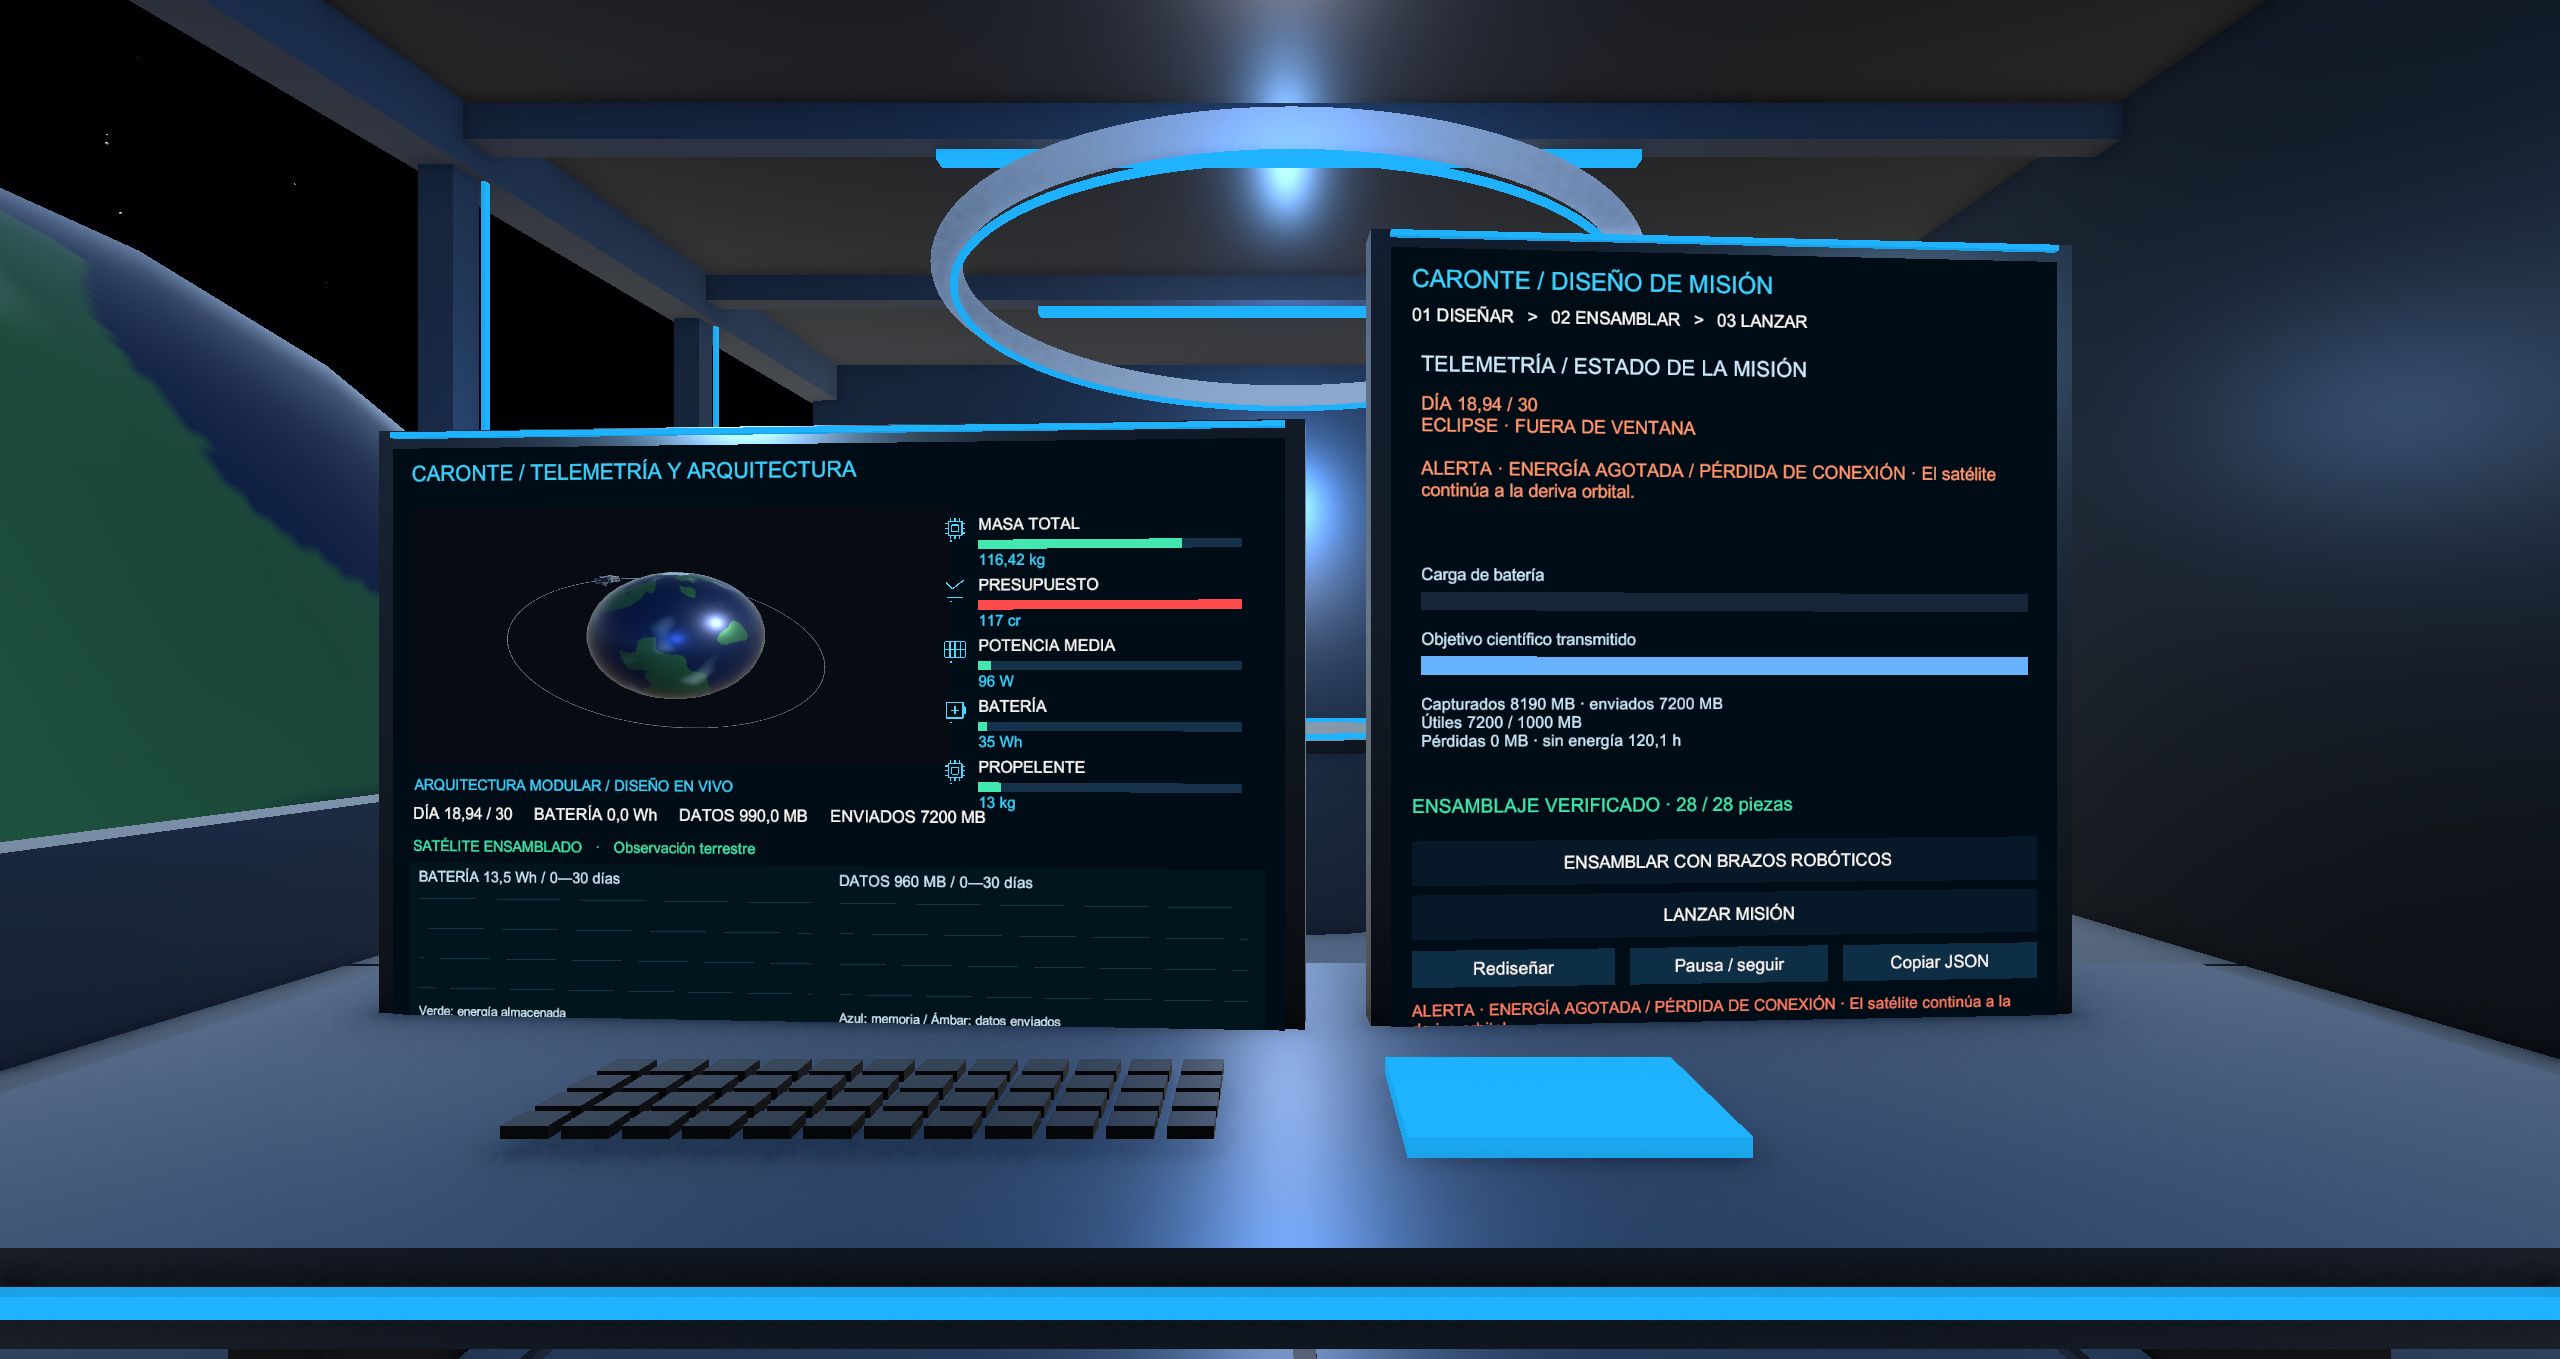 CARONTE / TELEMETRÍA Y ARQUITECTURA
MASA TOTAL
116,42 kg
PRESUPUESTO
117 cr
POTENCIA MEDIA
96 W
BATERÍA
35 Wh
PROPELENTE
13 kg
ARQUITECTURA MODULAR / DISEÑO EN VIVO
DÍA 18,94 / 30 BATERÍA 0,0 Wh DATOS 990,0 MB ENVIADOS 7200 MB
SATÉLITE ENSAMBLADO · Observación terrestre
BATERÍA 13,5 Wh / 0—30 días
DATOS 960 MB / 0—30 días
Verde: energía almacenada
Azul: memoria / Ámbar: datos enviados
CARONTE / DISEÑO DE MISIÓN
01 DISEÑAR > 02 ENSAMBLAR > 03 LANZAR
TELEMETRÍA / ESTADO DE LA MISIÓN
DÍA 18,94 / 30
ECLIPSE · FUERA DE VENTANA
ALERTA · ENERGÍA AGOTADA / PÉRDIDA DE CONEXIÓN · El satélite
continúa a la deriva orbital.
Carga de batería
Objetivo científico transmitido
Capturados 8190 MB · enviados 7200 MB
Útiles 7200 / 1000 MB
Pérdidas 0 MB · sin energía 120,1 h
ENSAMBLAJE VERIFICADO · 28 / 28 piezas
ENSAMBLAR CON BRAZOS ROBÓTICOS
LANZAR MISIÓN
Rediseñar
Pausa / seguir
Copiar JSON
ALERTA · ENERGÍA AGOTADA / PÉRDIDA DE CONEXIÓN · El satélite continúa a la